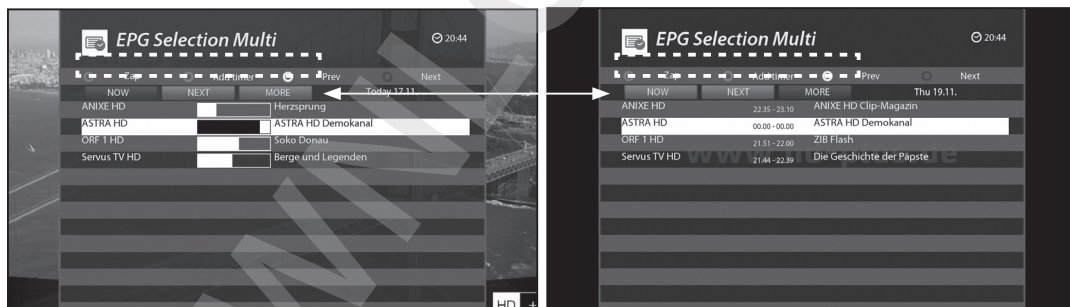 EPG Selection Multi
20:44
Zap Add timer Prev Next
NOW NEXT MORE Today 17.11.
ANIXE HD Herzsprung
ASTRA HD ASTRA HD Demokanal
ORF 1 HD Soko Donau
Servus TV HD Berge und Legenden
HD +
EPG Selection Multi
20:44
Zap Add timer Prev Next
NOW NEXT MORE Thu 19.11.
ANIXE HD 22.35 - 23.10 ANIXE HD Clip-Magazin
ASTRA HD 00.00 - 00.00 ASTRA HD Demokanal
ORF 1 HD 21.51 - 22.00 ZIB Flash
Servus TV HD 21.44 - 22.39 Die Geschichte der Päpste